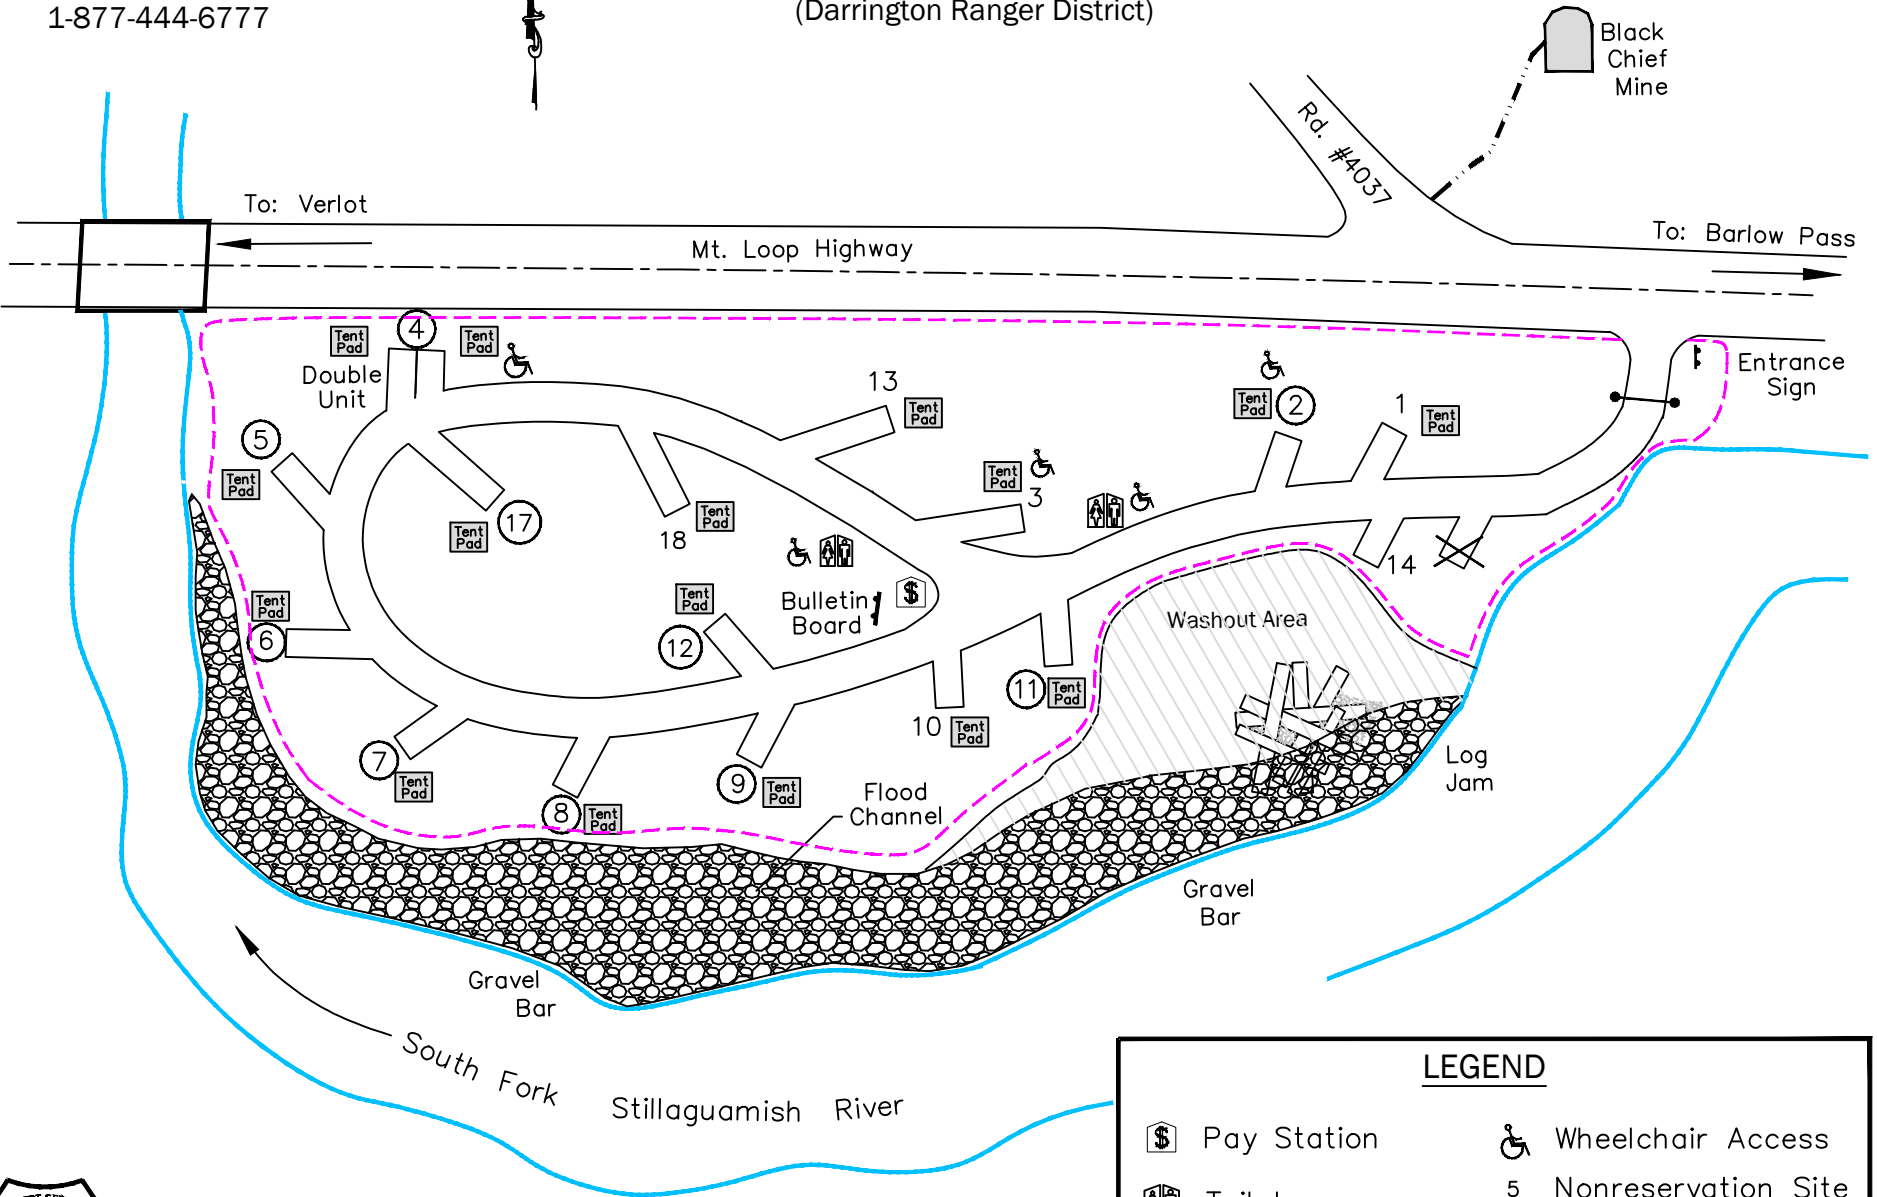 1-877-444-6777
(Darrington Ranger District)
Black
Chief
Mine
Rd. #4037
To: Verlot
Mt. Loop Highway
To: Barlow Pass
Entrance
Sign
Tent
Pad
4
Tent
Pad
Double
Unit
13
Tent
Pad
Tent
Pad
2
1
Tent
Pad
5
Tent
Pad
17
Tent
Pad
18
Tent
Pad
Tent
Pad
3
14
Tent
Pad
6
Tent
Pad
12
Bulletin
Board
$
Washout Area
11
Tent
Pad
10
Tent
Pad
7
Tent
Pad
8
Tent
Pad
9
Tent
Pad
Flood
Channel
Log
Jam
Gravel
Bar
Gravel
Bar
South Fork Stillaguamish River
LEGEND
$ Pay Station
Wheelchair Access
5 Nonreservation Site